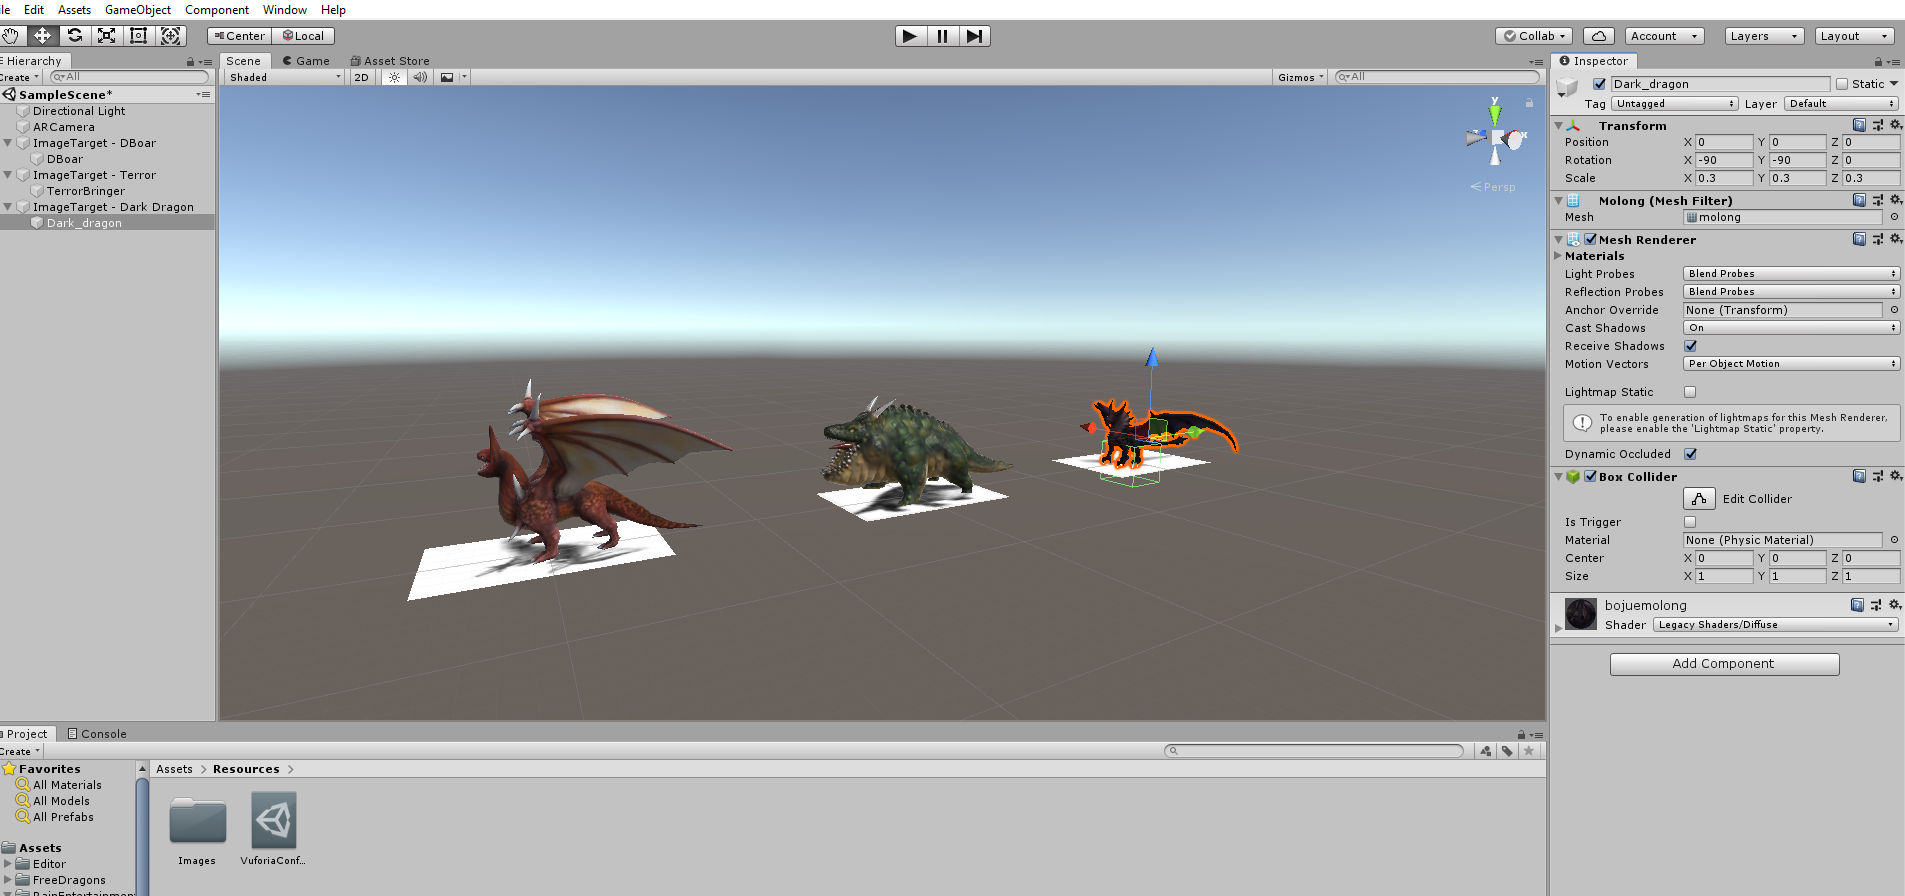 le Edit Assets GameObject Component Window Help
Center Local
Collab Account Layers Layout
Hierarchy
Create All
SampleScene*
Directional Light
ARCamera
ImageTarget - DBoar
DBoar
ImageTarget - Terror
TerrorBringer
ImageTarget - Dark Dragon
Dark_dragon
Scene Game Asset Store
Shaded 2D Gizmos All
y
x
Persp
Inspector
Dark_dragon Static
Tag Untagged Layer Default
Transform
Position X 0 Y 0 Z 0
Rotation X -90 Y -90 Z 0
Scale X 0.3 Y 0.3 Z 0.3
Molong (Mesh Filter)
Mesh molong
Mesh Renderer
Materials
Light Probes Blend Probes
Reflection Probes Blend Probes
Anchor Override None (Transform)
Cast Shadows On
Receive Shadows
Motion Vectors Per Object Motion
Lightmap Static
To enable generation of lightmaps for this Mesh Renderer,
please enable the 'Lightmap Static' property.
Dynamic Occluded
Box Collider
Edit Collider
Is Trigger
Material None (Physic Material)
Center X 0 Y 0 Z 0
Size X 1 Y 1 Z 1
bojuemolong
Shader Legacy Shaders/Diffuse
Add Component
Project Console
Create
Favorites
All Materials
All Models
All Prefabs
Assets
Editor
FreeDragons
Assets > Resources >
Images VuforiaConf...